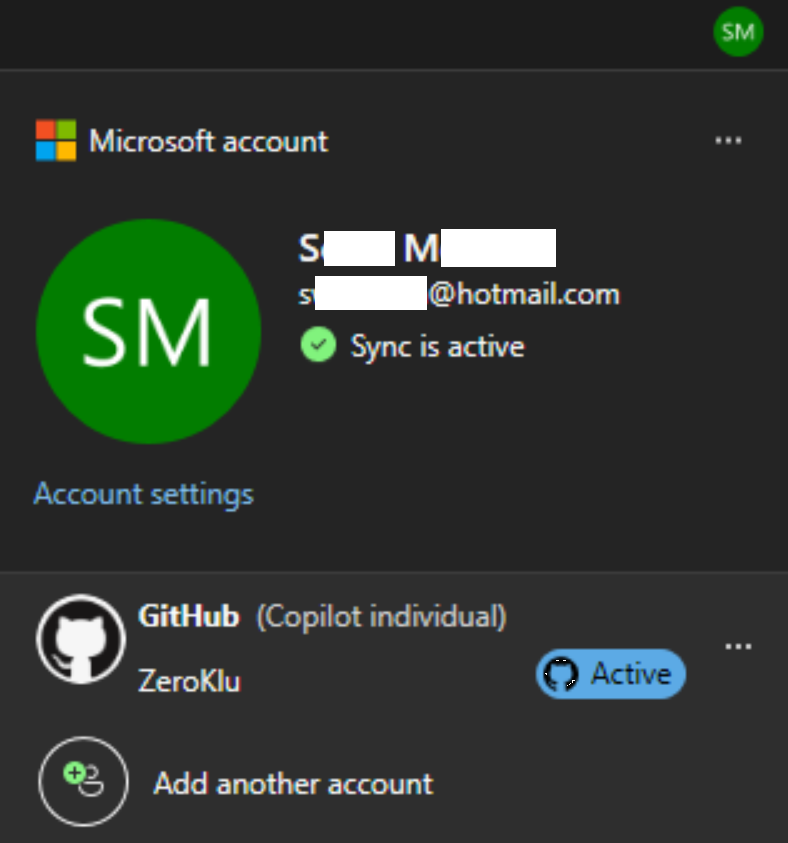 SM
Microsoft account
SM
@hotmail.com
Sync is active
Account settings
GitHub (Copilot individual)
ZeroKlu
Active
Add another account